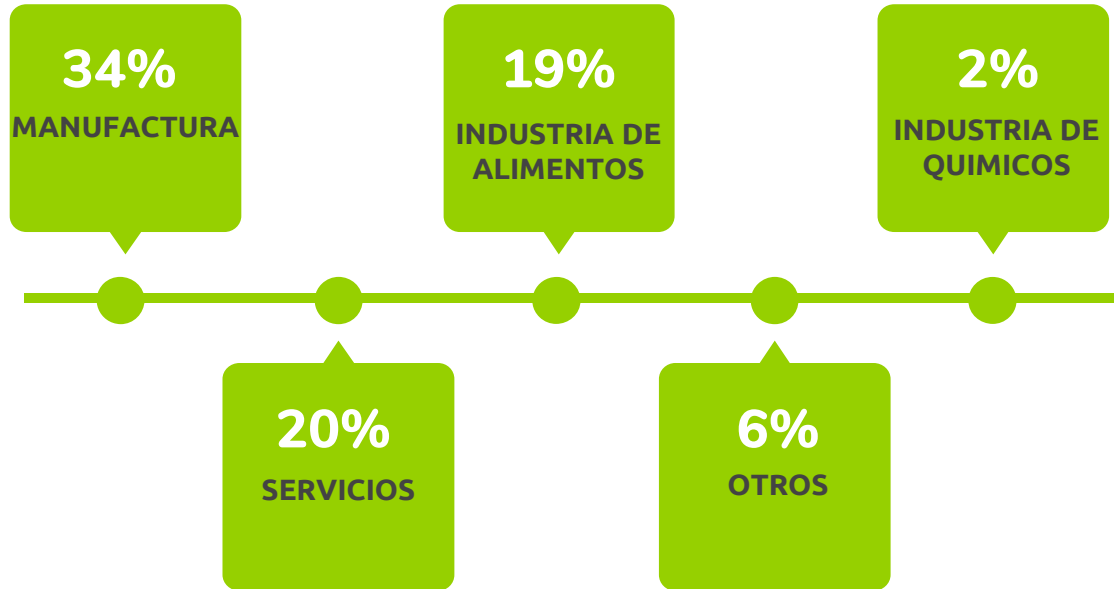 34%
MANUFACTURA
20%
SERVICIOS
19%
INDUSTRIA DE
ALIMENTOS
6%
OTROS
2%
INDUSTRIA DE
QUIMICOS